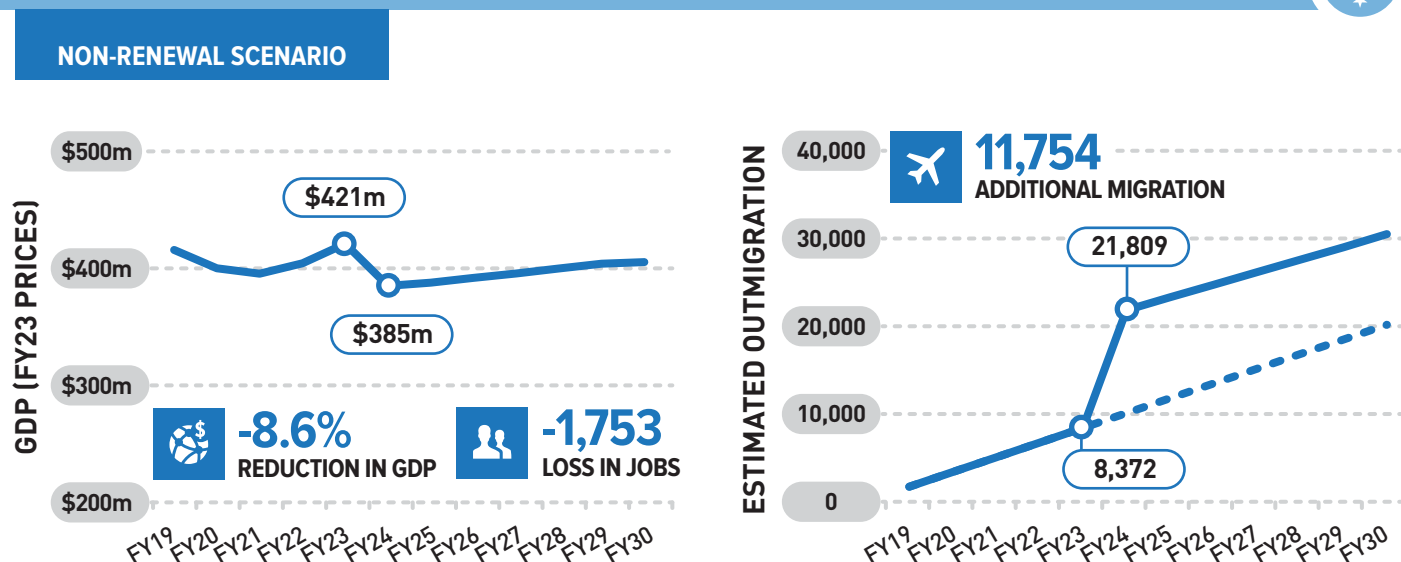 NON-RENEWAL SCENARIO
GDP (FY23 PRICES)
$500m
$400m
$300m
$200m
$421m
$385m
$
-8.6%
REDUCTION IN GDP
-1,753
LOSS IN JOBS
FY19 FY20 FY21 FY22 FY23 FY24 FY25 FY26 FY27 FY28 FY29 FY30
ESTIMATED OUTMIGRATION
40,000
30,000
20,000
10,000
0
11,754
ADDITIONAL MIGRATION
21,809
8,372
FY19 FY20 FY21 FY22 FY23 FY24 FY25 FY26 FY27 FY28 FY29 FY30